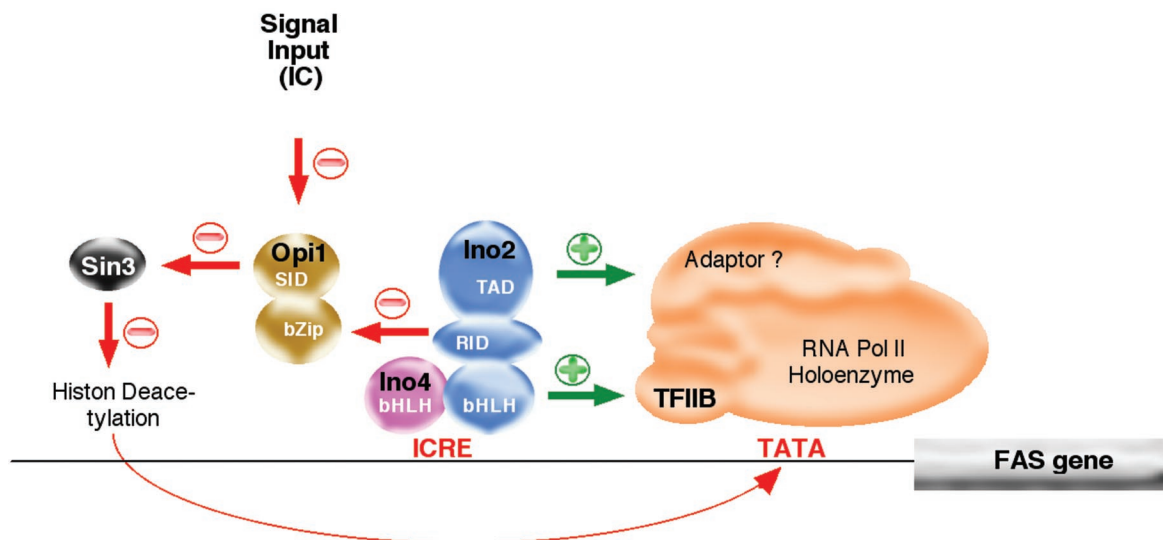 Signal
Input
(IC)
Sin3
Opi1
SID
bZip
Ino2
TAD
RID
Ino4
bHLH
bHLH
Adaptor ?
RNA Pol II
Holoenzyme
TFIIB
Histon Deace-
tylation
ICRE
TATA
FAS gene